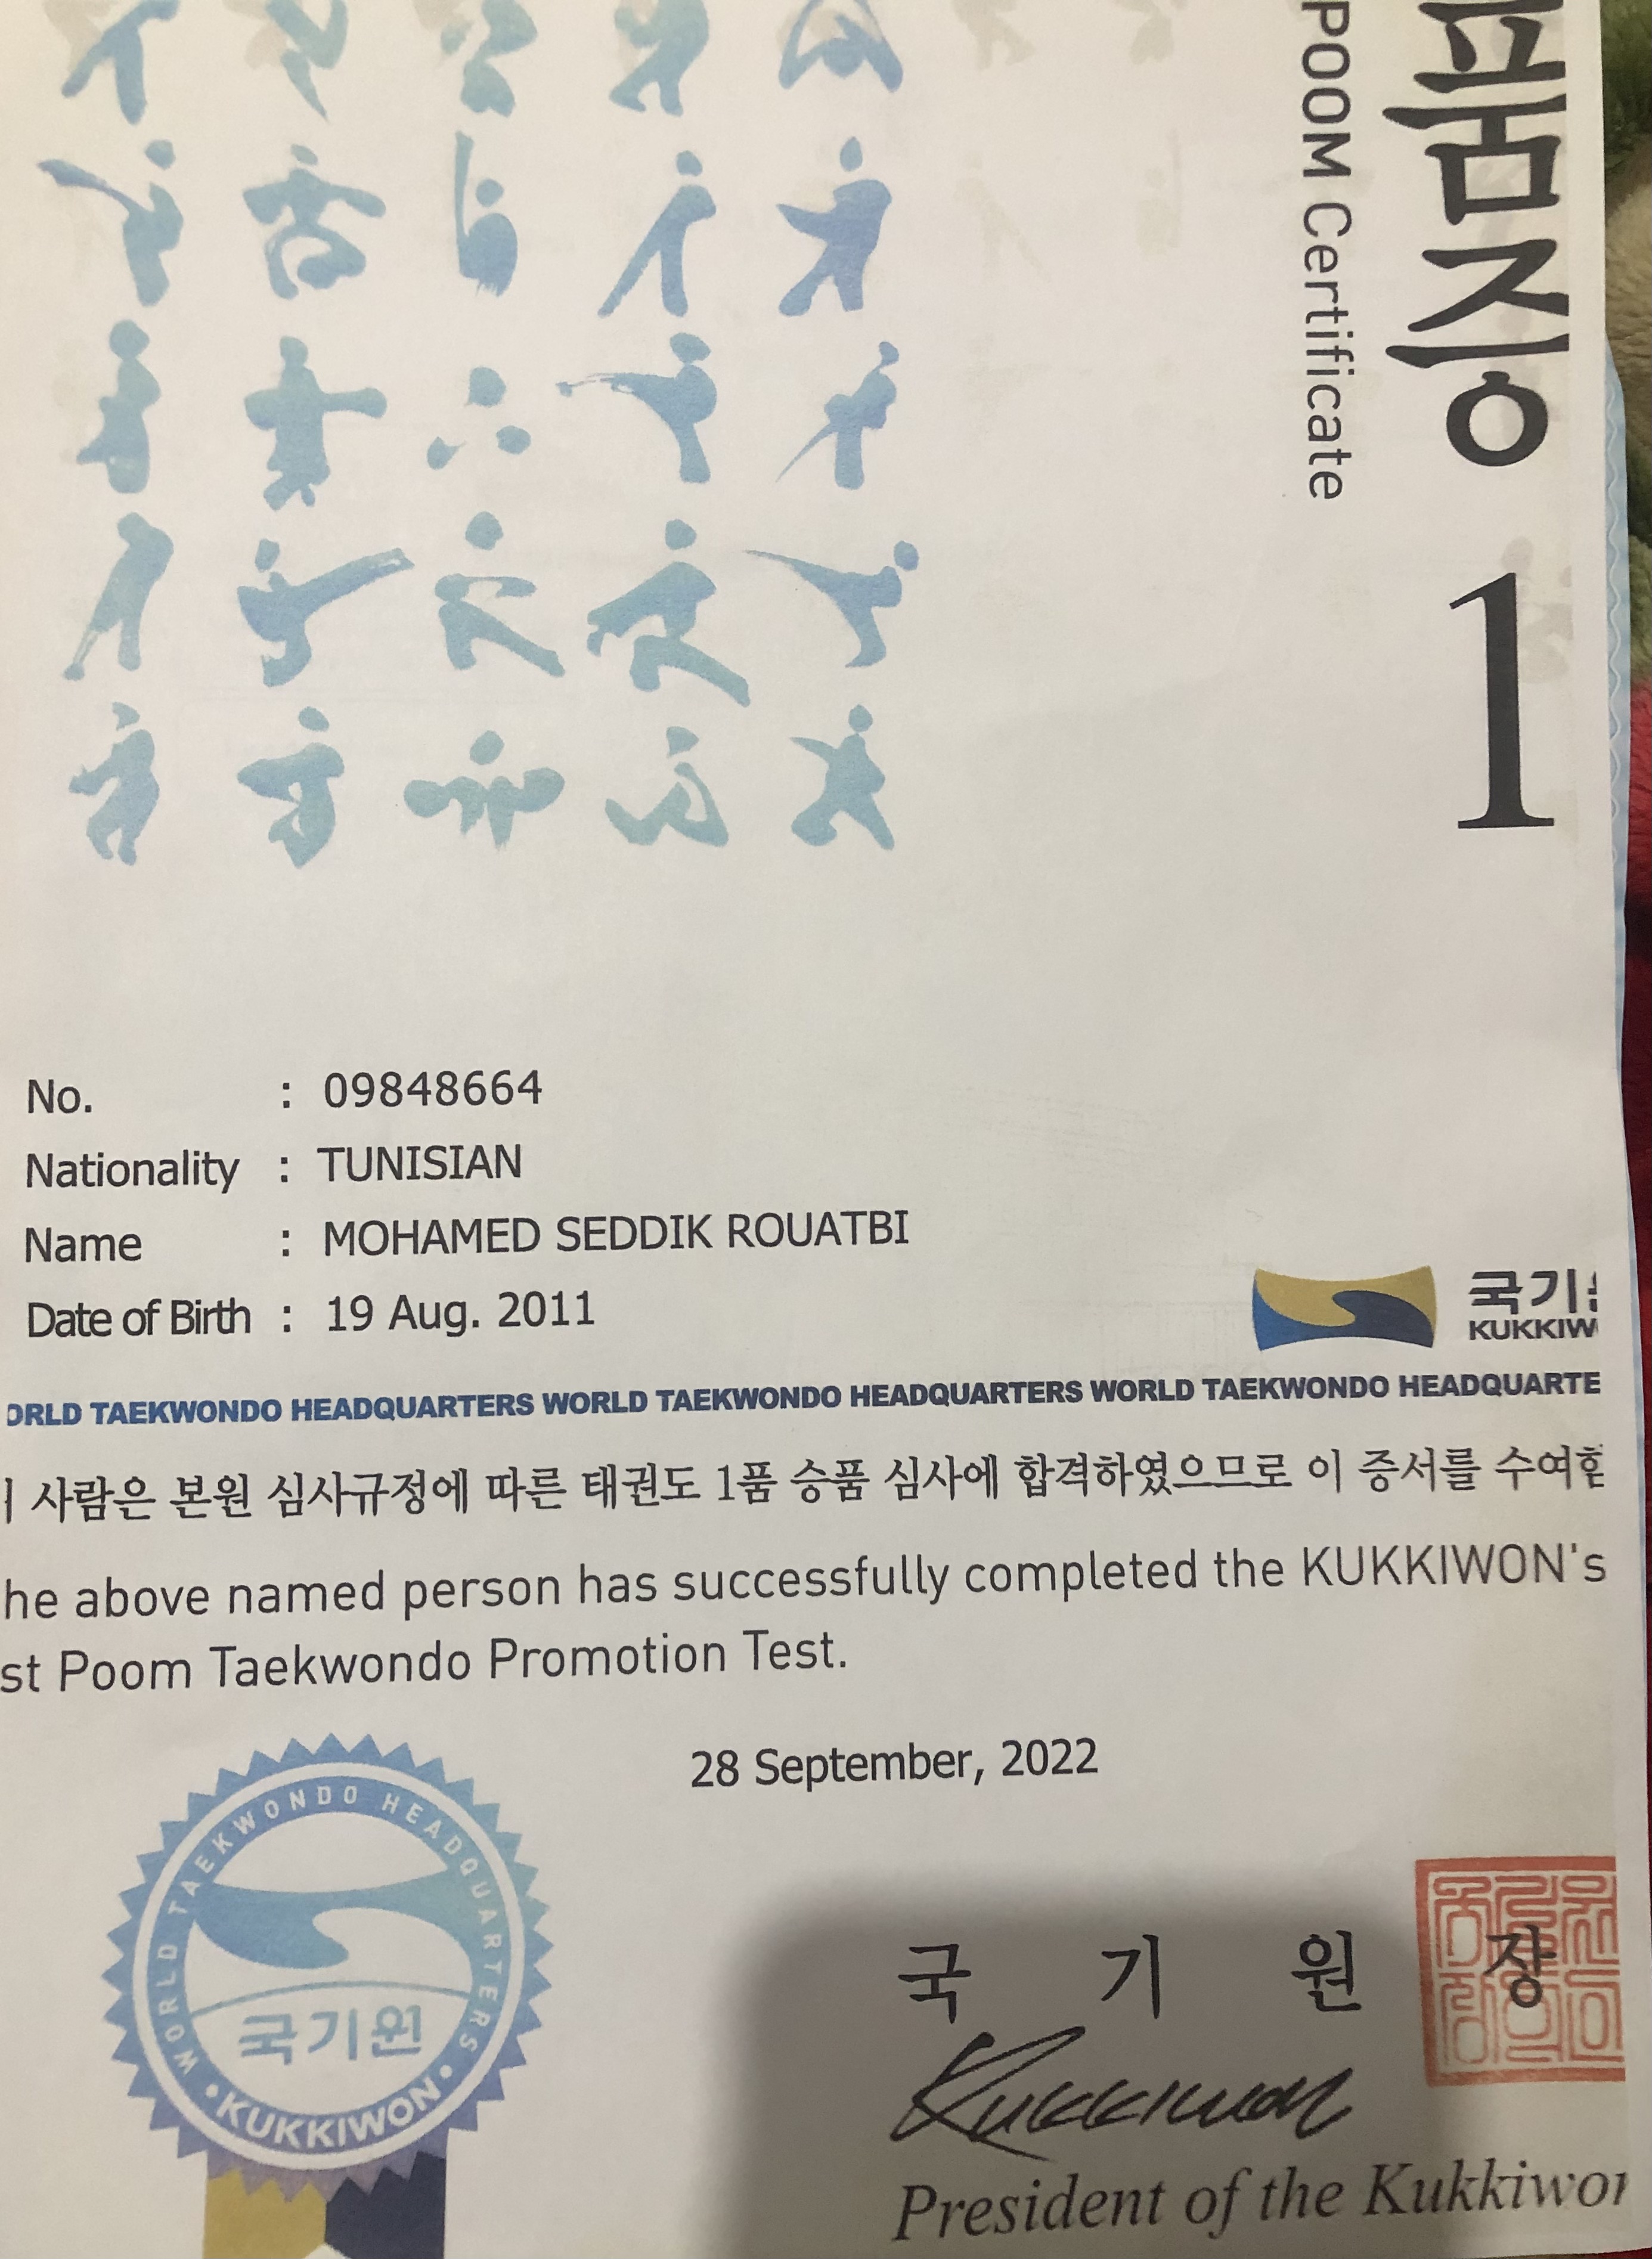 품증 1
POOM Certificate
No. : 09848664
Nationality : TUNISIAN
Name : MOHAMED SEDDIK ROUATBI
Date of Birth : 19 Aug. 2011
국기
KUKKIW
ORLD TAEKWONDO HEADQUARTERS WORLD TAEKWONDO HEADQUARTERS WORLD TAEKWONDO HEADQUARTE
사람은 본원 심사규정에 따른 태권도 1품 승품 심사에 합격하였으므로 이 증서를 수여함
he above named person has successfully completed the KUKKIWON's
st Poom Taekwondo Promotion Test.
28 September, 2022
WORLD TAEKWONDO HEADQUARTERS
국기원
• KUKKIWON •
국 기 원 장
Kukkiwon
President of the Kukkiwon